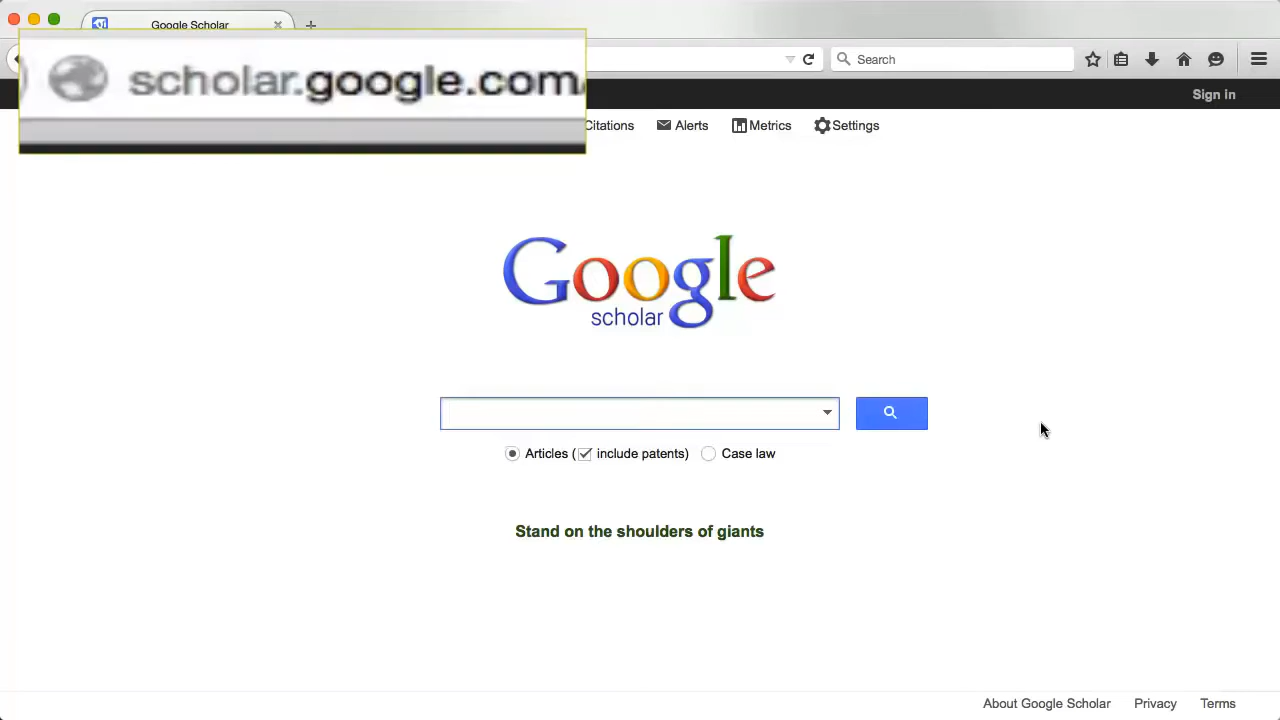 Google Scholar
scholar.google.com/
Search
Sign in
Citations
Alerts
Metrics
Settings
Google
scholar
Articles (
include patents)
Case law
Stand on the shoulders of giants
About Google Scholar
Privacy
Terms